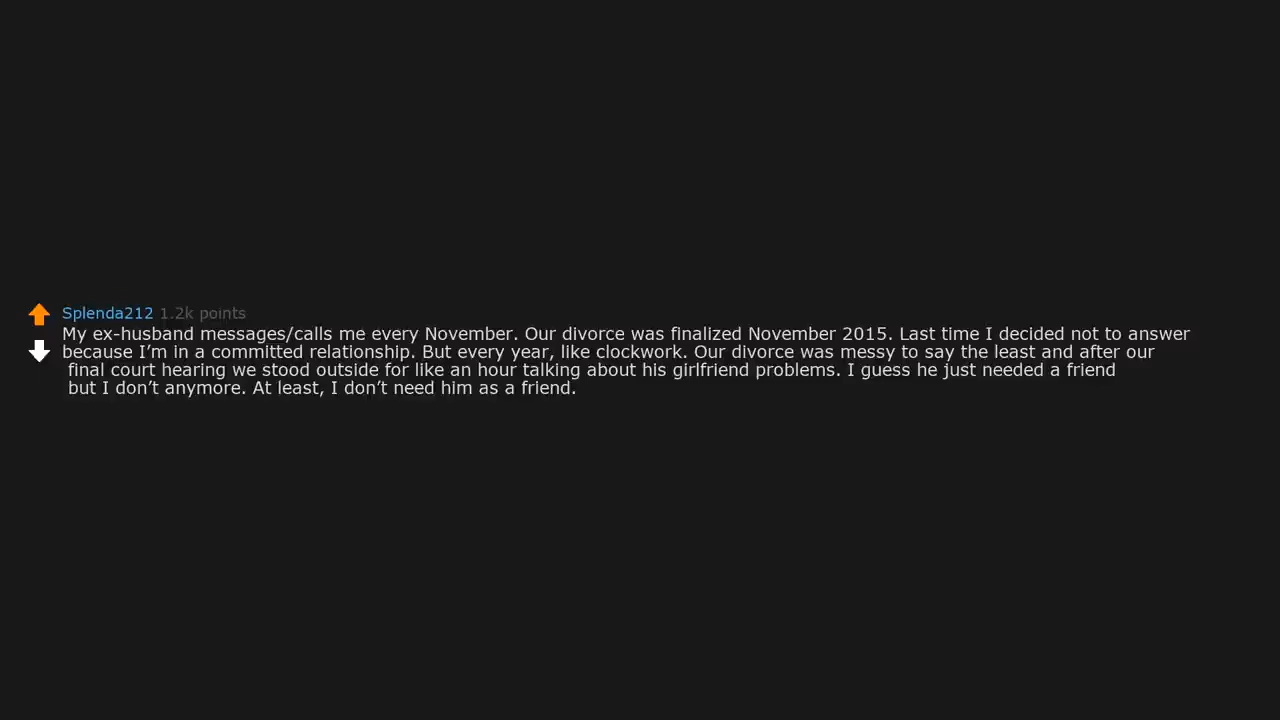 Splenda212 1.2k points
My ex-husband messages/calls me every November. Our divorce was finalized November 2015. Last time I decided not to answer
because I’m in a committed relationship. But every year, like clockwork. Our divorce was messy to say the least and after our
final court hearing we stood outside for like an hour talking about his girlfriend problems. I guess he just needed a friend
but I don’t anymore. At least, I don’t need him as a friend.